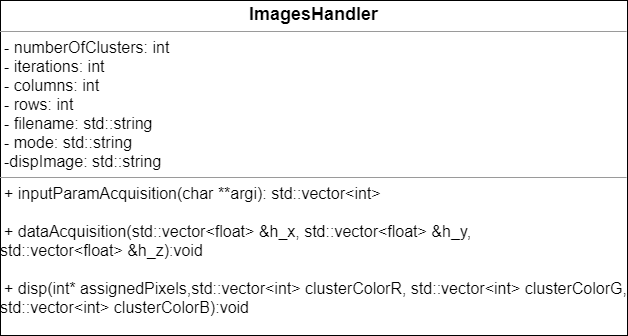 ImagesHandler
- numberOfClusters: int
- iterations: int
- columns: int
- rows: int
- filename: std::string
- mode: std::string
-dispImage: std::string
+ inputParamAcquisition(char **argi): std::vector<int>
+ dataAcquisition(std::vector<float> &h_x, std::vector<float> &h_y,
std::vector<float> &h_z):void
+ disp(int* assignedPixels,std::vector<int> clusterColorR, std::vector<int> clusterColorG,
std::vector<int> clusterColorB):void